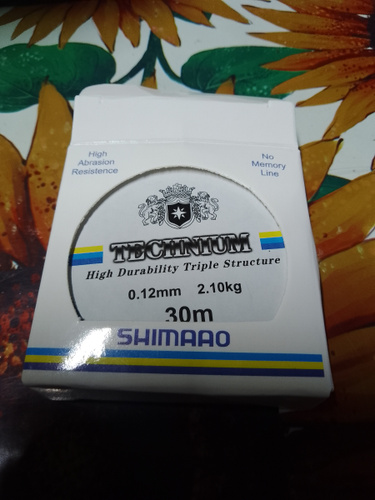 High
Abrasion
Resistence
No
Memory
Line
TECHNIUM
High Durability Triple Structure
0.12mm 2.10kg
30m
SHIMAAO